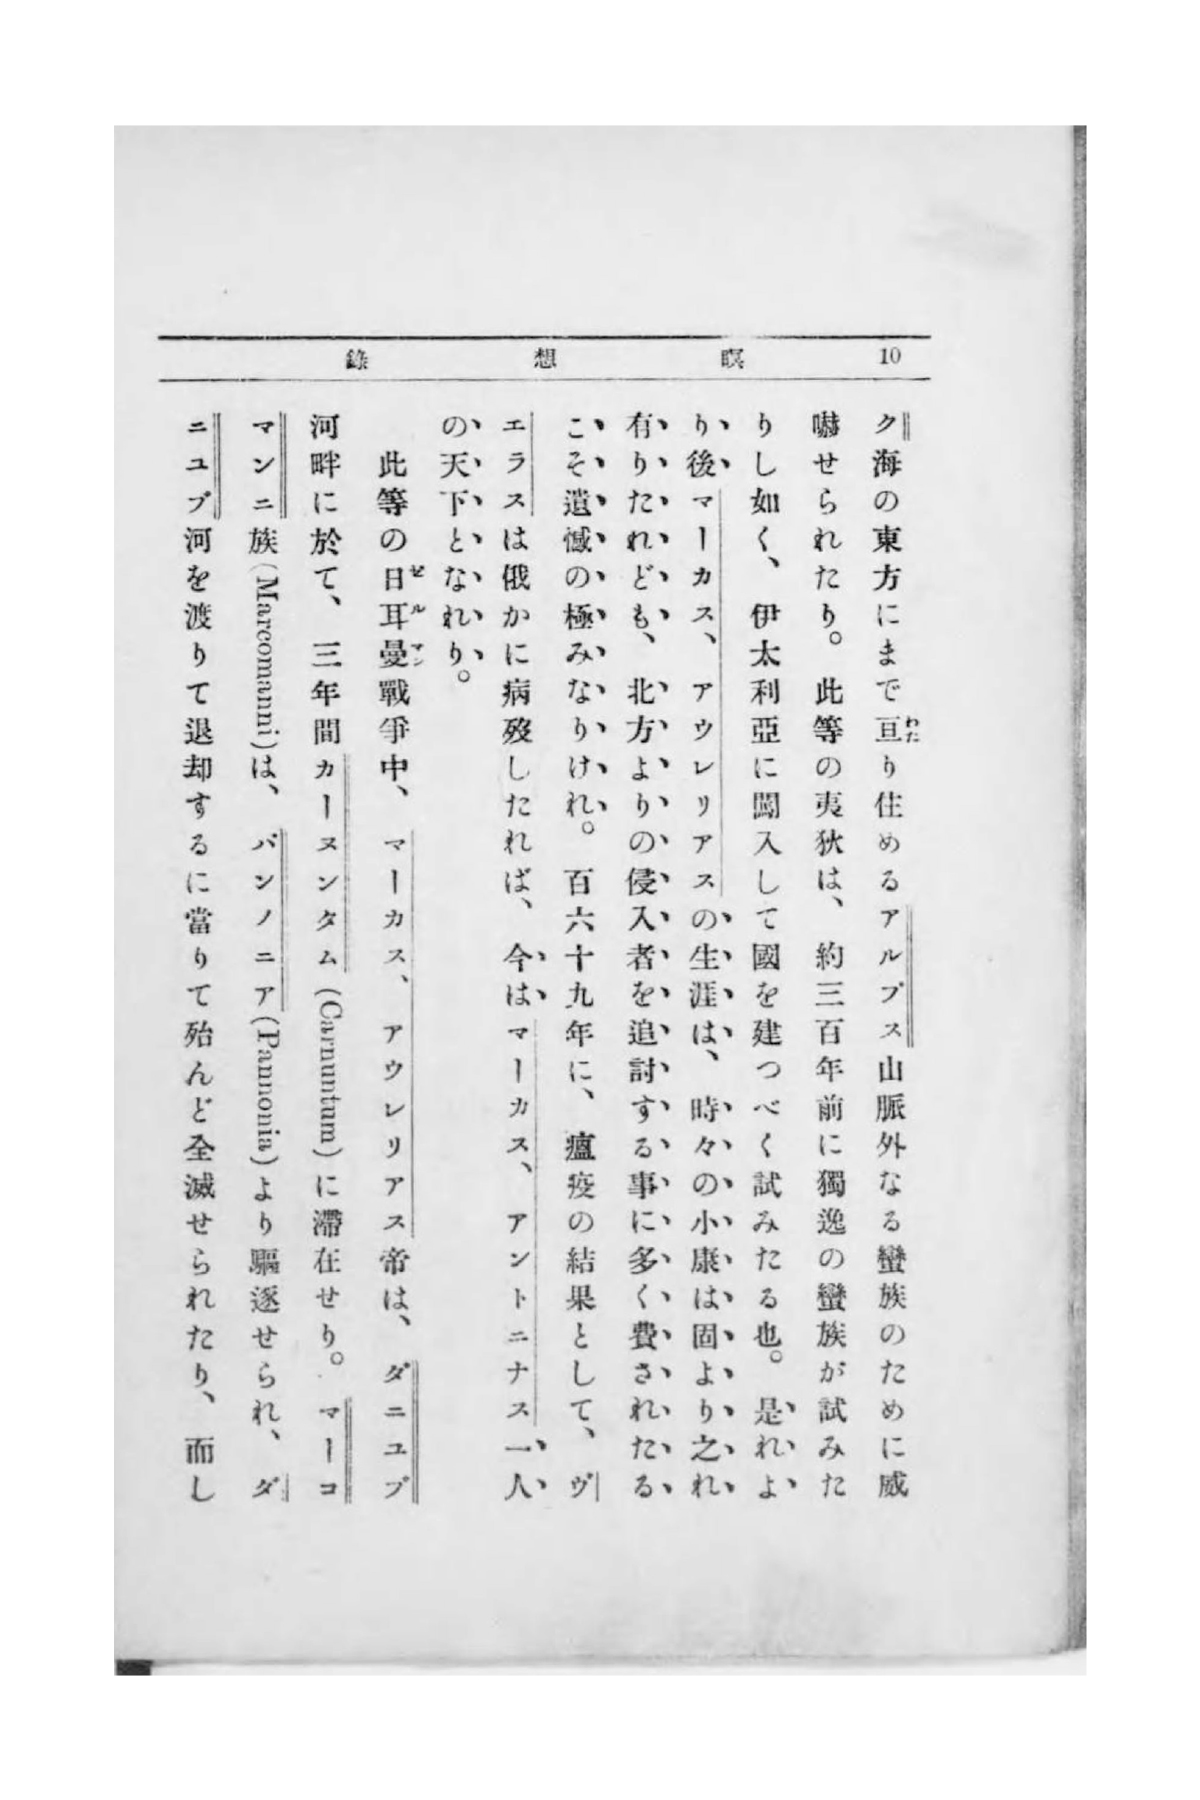 10 瞑想錄
ク海の東方にまで亘り住めるアルプス山脈外なる蠻族のために威
嚇せられたり。此等の夷狄は、約三百年前に獨逸の蠻族が試みた
りし如く、伊太利亞に闖入して國を建つべく試みたる也。是れよ
り後マーカス、アウレリアスの生涯は、時々の小康は固より之れ
有りたれども、北方よりの侵入者を追討する事に多く費されたる
こそ遺憾の極みなりけれ。百六十九年に、瘟疫の結果として、ヴ
エラスは俄かに病歿したれば、今はマーカス、アントニナス一人
の天下となれり。
此等の日耳曼戰爭中、マーカス、アウレリアス帝は、ダニユブ
河畔に於て、三年間カーヌンタム(Carnuntum)に滯在せり。マーコ
マンニ族(Marcomanni)は、パンノニア(Pannonia)より驅逐せられ、ダ
ニユブ河を渡りて退却するに當りて殆んど全滅せられたり、而し